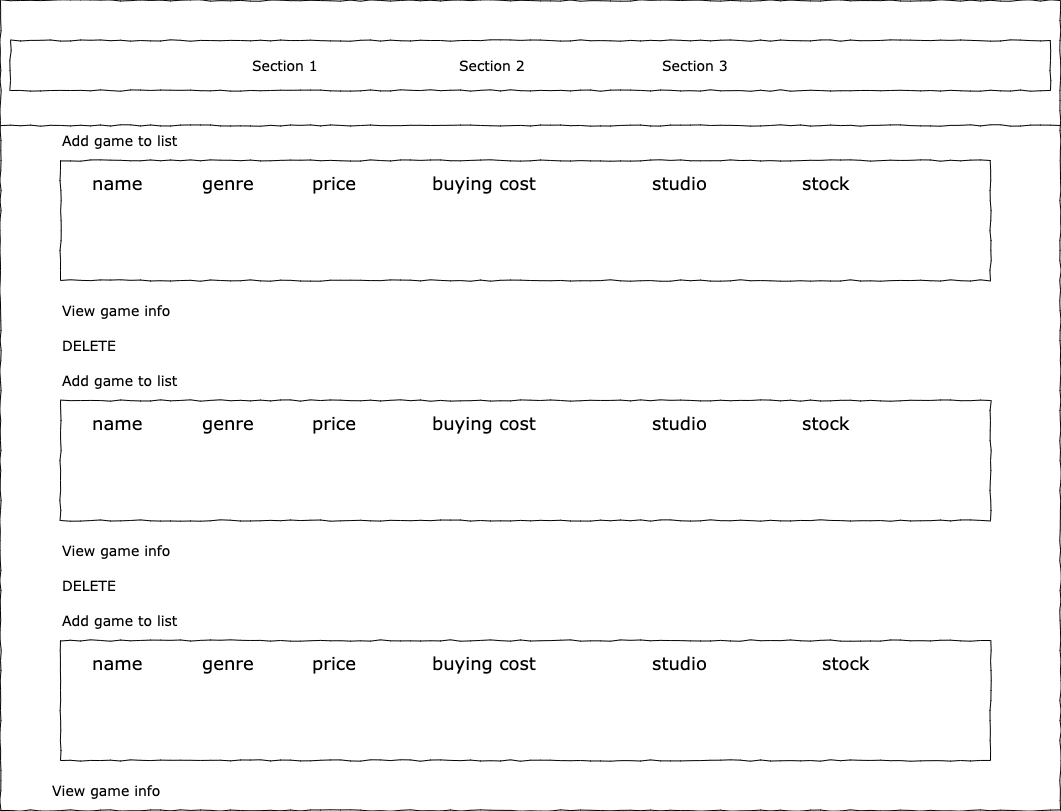 Section 1 Section 2 Section 3
Add game to list
name genre price buying cost studio stock
View game info
DELETE
Add game to list
name genre price buying cost studio stock
View game info
DELETE
Add game to list
name genre price buying cost studio stock
View game info